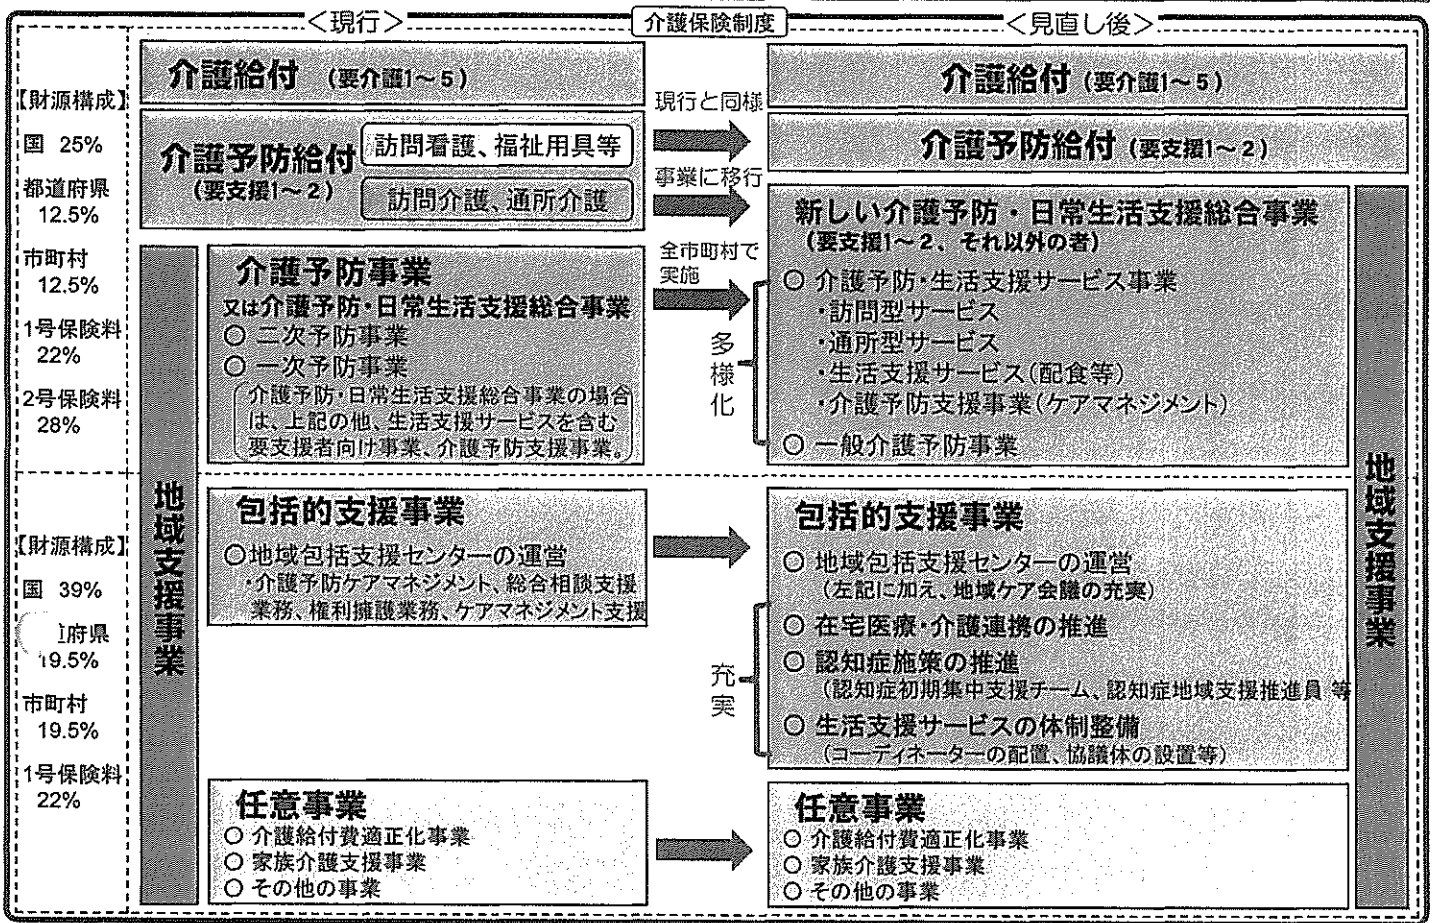 介護保険制度
<現行>
<見直し後>
【財源構成】
国 25%
都道府県
12.5%
市町村
12.5%
1号保険料
22%
2号保険料
28%
【財源構成】
国 39%
府県
19.5%
市町村
19.5%
1号保険料
22%
介護給付 (要介護1~5)
介護予防給付
(要支援1~2)
訪問看護、福祉用具等
訪問介護、通所介護
地域支援事業
介護予防事業
又は介護予防・日常生活支援総合事業
○ 二次予防事業
○ 一次予防事業
介護予防・日常生活支援総合事業の場合
は、上記の他、生活支援サービスを含む
要支援者向け事業、介護予防支援事業。
包括的支援事業
○地域包括支援センターの運営
・介護予防ケアマネジメント、総合相談支援
業務、権利擁護業務、ケアマネジメント支援
任意事業
○ 介護給付費適正化事業
○ 家族介護支援事業
○ その他の事業
現行と同様
事業に移行
全市町村で
実施
多様化
充実
介護給付 (要介護1~5)
介護予防給付 (要支援1~2)
新しい介護予防・日常生活支援総合事業
(要支援1~2、それ以外の者)
○ 介護予防・生活支援サービス事業
・訪問型サービス
・通所型サービス
・生活支援サービス(配食等)
・介護予防支援事業(ケアマネジメント)
○ 一般介護予防事業
包括的支援事業
○ 地域包括支援センターの運営
(左記に加え、地域ケア会議の充実)
○ 在宅医療・介護連携の推進
○ 認知症施策の推進
(認知症初期集中支援チーム、認知症地域支援推進員 等
○ 生活支援サービスの体制整備
(コーディネーターの配置、協議体の設置等)
任意事業
○ 介護給付費適正化事業
○ 家族介護支援事業
○ その他の事業
地域支援事業